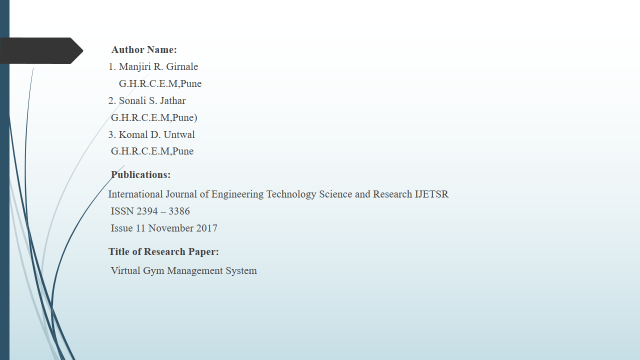 Author Name:
1. Manjiri R. Girnale
G.H.R.C.E.M,Pune
2. Sonali S. Jathar
G.H.R.C.E.M,Pune)
3. Komal D. Untwal
G.H.R.C.E.M,Pune
Publications:
International Journal of Engineering Technology Science and Research IJETSR
ISSN 2394 – 3386
Issue 11 November 2017
Title of Research Paper:
Virtual Gym Management System